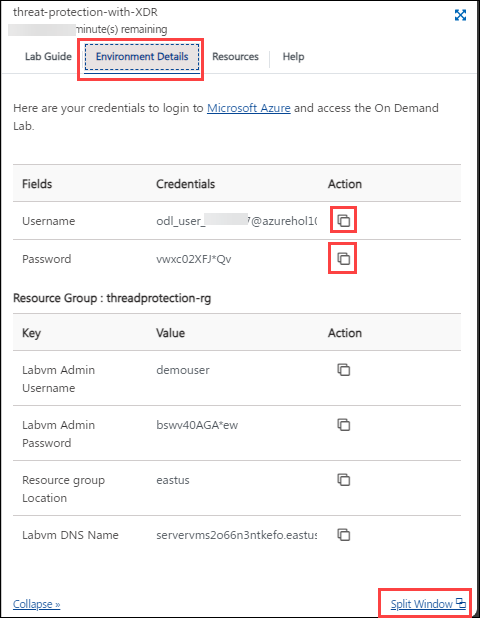 threat-protection-with-XDR
minute(s) remaining
Lab Guide Environment Details Resources Help
Here are your credentials to login to Microsoft Azure and access the On Demand
Lab.
Fields Credentials Action
Username odl_user_ 7@azurehol10
Password vwxc02XFJ*Qv
Resource Group : threadprotection-rg
Key Value Action
Labvm Admin demouser
Username
Labvm Admin bswv40AGA*ew
Password
Resource group eastus
Location
Labvm DNS Name servervms2o66n3ntkefo.eastus
Collapse » Split Window